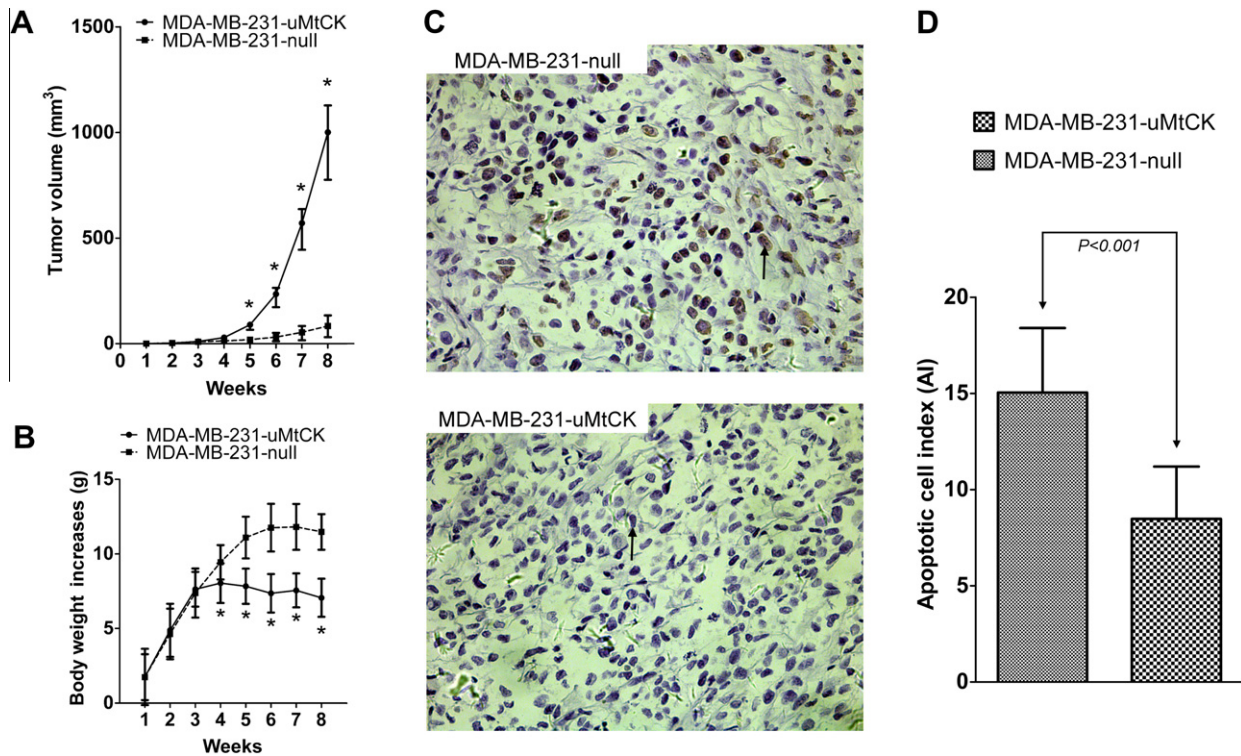 A
MDA-MB-231-uMtCK
MDA-MB-231-null
Tumor volume (mm³)
1500
1000
500
0
*
*
*
*
0 1 2 3 4 5 6 7 8
Weeks
B
MDA-MB-231-uMtCK
MDA-MB-231-null
Body weight increases (g)
15
10
5
0
* * * * *
1 2 3 4 5 6 7 8
Weeks
C
MDA-MB-231-null
MDA-MB-231-uMtCK
D
MDA-MB-231-uMtCK
MDA-MB-231-null
P<0.001
Apoptotic cell index (AI)
20
15
10
5
0